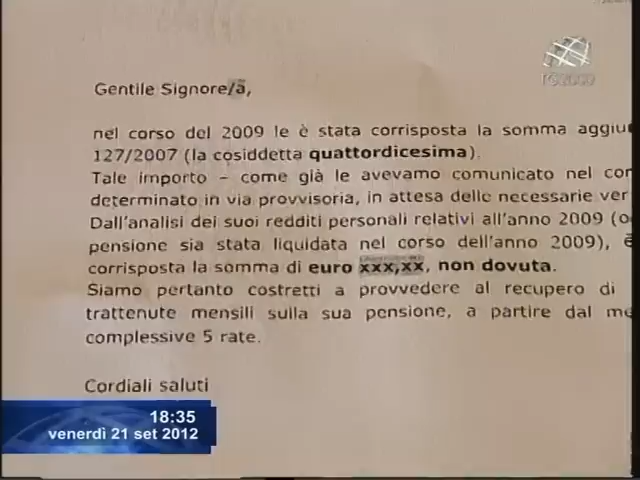 Gentile Signore/a,
nel corso del 2009 le è stata corrisposta la somma aggiu
127/2007 (la cosiddetta quattordicesima).
Tale importo – come già le avevamo comunicato nel cor
determinato in via provvisoria, in attesa delle necessarie ver
Dall'analisi dei suoi redditi personali relativi all'anno 2009 (o
pensione sia stata liquidata nel corso dell'anno 2009), è
corrisposta la somma di euro xxx,xx, non dovuta.
Siamo pertanto costretti a provvedere al recupero di
trattenute mensili sulla sua pensione, a partire dal me
complessive 5 rate.
Cordiali saluti
18:35
venerdì 21 set 2012